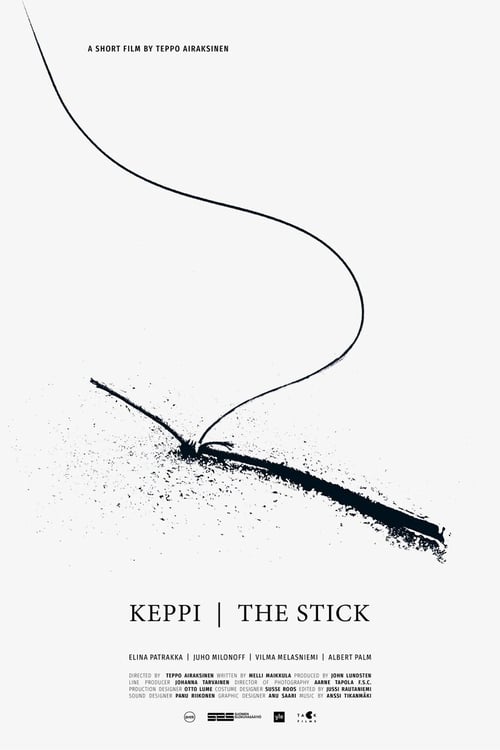 A SHORT FILM BY TEPPO AIRAKSINEN
KEPPI | THE STICK
ELINA PATRAKKA | JUHO MILONOFF | VILMA MELASNIEMI | ALBERT PALM
DIRECTED BY TEPPO AIRAKSINEN WRITTEN BY MELLI MAIKKULA PRODUCED BY JOHN LUNDSTEN
LINE PRODUCER JOHANNA TARVAINEN DIRECTOR OF PHOTOGRAPHY AARNE TAPOLA F.S.C.
PRODUCTION DESIGNER OTTO LUME COSTUME DESIGNER SUSSE ROOS EDITED BY JUSSI RAUTANIEMI
SOUND DESIGNER PANU RIIKONEN GRAPHIC DESIGNER ANU SAARI MUSIC BY ANSSI TIKANMÄKI
SES SUOMEN ELOKUVASÄÄTIÖ
yle
TACK FILMS